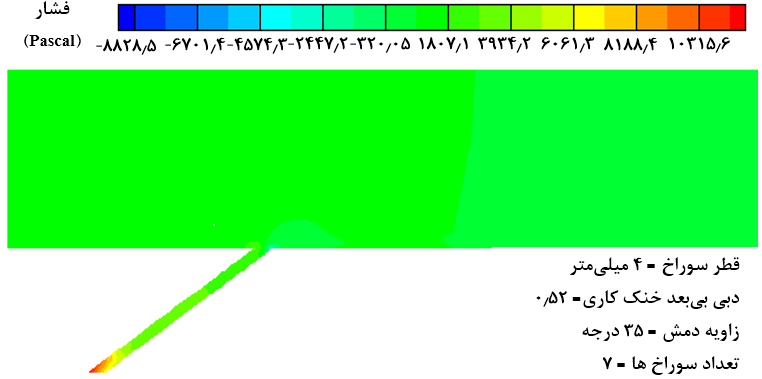 فشار
(Pascal)
-۸۸۲۸٫۵ -۶۷۰۱٫۴ -۴۵۷۴٫۳ -۲۴۴۷٫۲ -۳۲۰٫۰۵ ۱۸۰۷٫۱ ۳۹۳۴٫۲ ۶۰۶۱٫۳ ۸۱۸۸٫۴ ۱۰۳۱۵٫۶
قطر سوراخ = ۴ میلی‌متر
دبی بی‌بعد خنک کاری= ۰٫۵۲
زاویه دمش = ۳۵ درجه
تعداد سوراخ ها = ۷